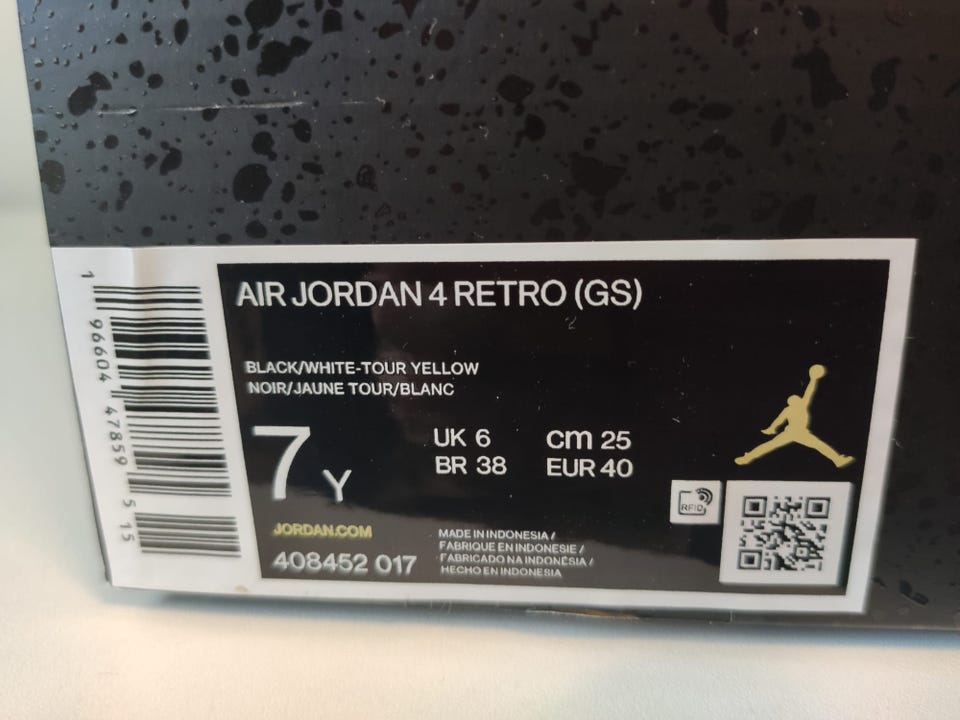 AIR JORDAN 4 RETRO (GS)
BLACK/WHITE-TOUR YELLOW
NOIR/JAUNE TOUR/BLANC
7 Y
UK 6 cm 25
BR 38 EUR 40
JORDAN.COM
408452 017
MADE IN INDONESIA /
FABRIQUE EN INDONESIE /
FABRICADO NA INDONÉSIA /
HECHO EN INDONESIA
RFID
1 96604 47859 5 15